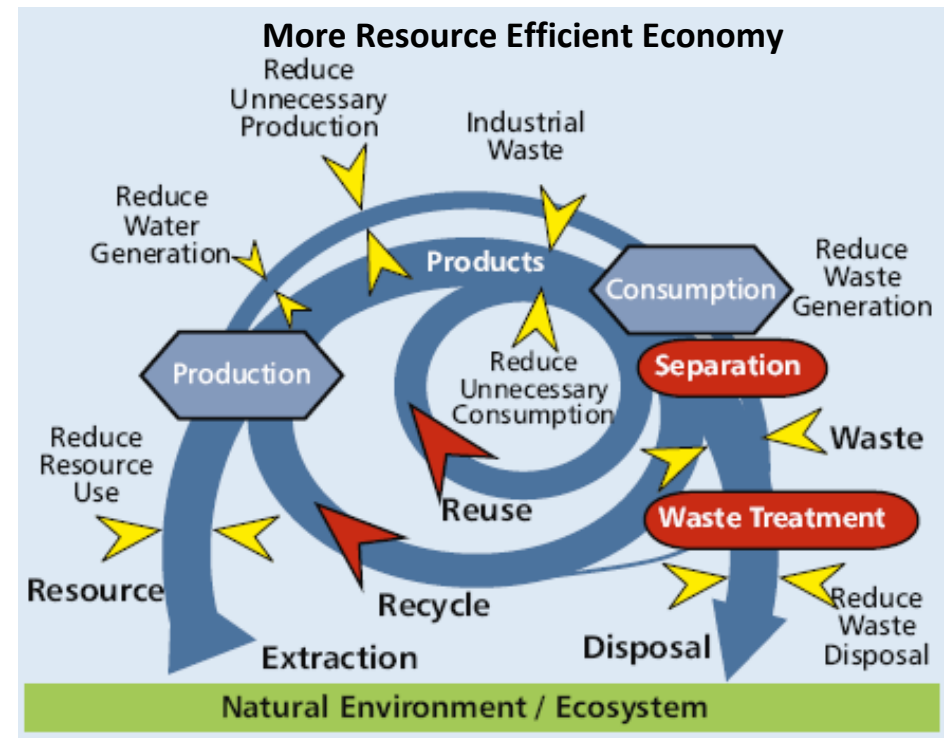 More Resource Efficient Economy
Reduce
Unnecessary
Production
Industrial
Waste
Reduce
Water
Generation
Products
Consumption
Reduce
Waste
Generation
Production
Reduce
Unnecessary
Consumption
Separation
Reduce
Resource
Use
Waste
Reuse
Waste Treatment
Resource
Recycle
Reduce
Waste
Disposal
Extraction
Disposal
Natural Environment / Ecosystem